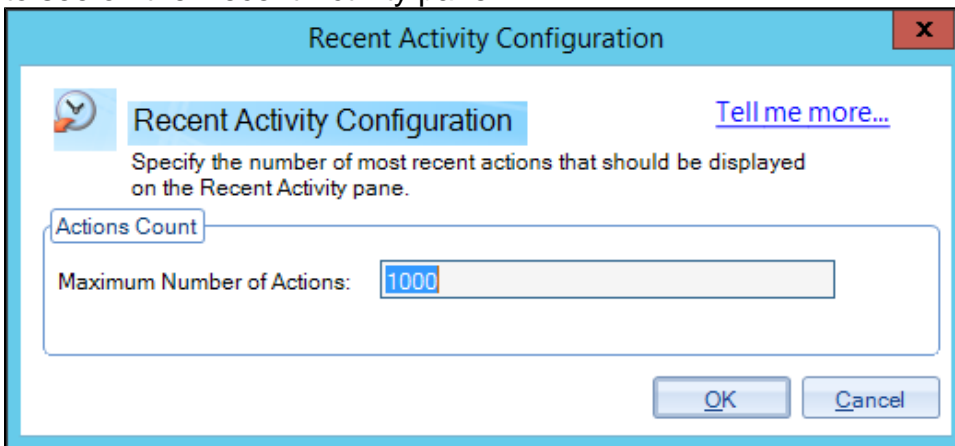 Recent Activity Configuration
x
Recent Activity Configuration
Tell me more...
Specify the number of most recent actions that should be displayed
on the Recent Activity pane.
Actions Count
Maximum Number of Actions: 1000
OK Cancel